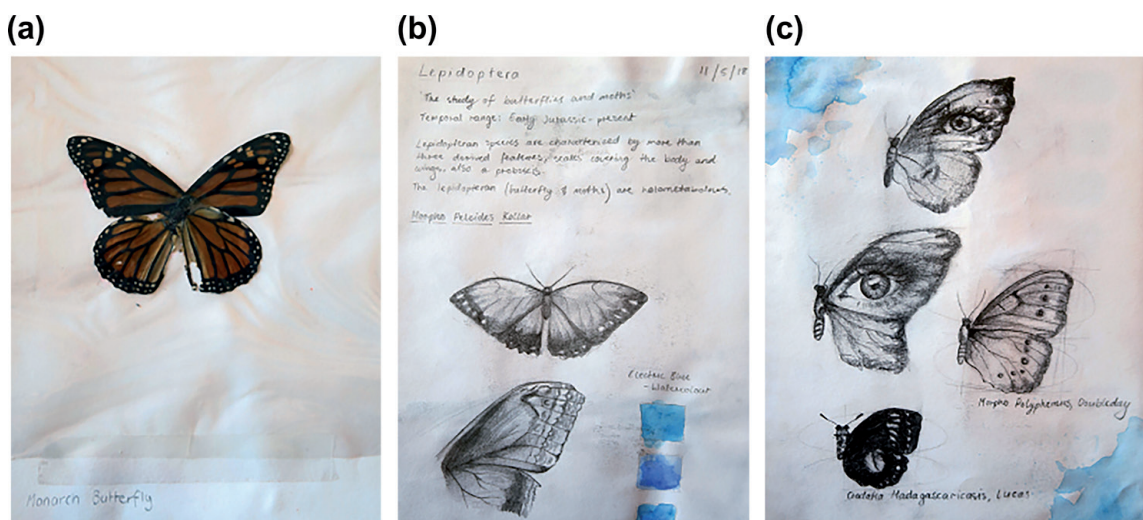 (a)
Monarch Butterfly
(b)
Lepidoptera
11/5/18
'The study of butterflies and moths'
Temporal range: Early Jurassic - present
Lepidopteran species are characterised by more than
three derived features, scales covering the body and
wings, also a proboscis.
The lepidopteran (butterfly & moths) are holometabolous.
Morpho Peleides Kollar
Electric Blue
- Watercolour
(c)
Morpho Polyphemus, Doubleday
Madagascariensis, Lucas